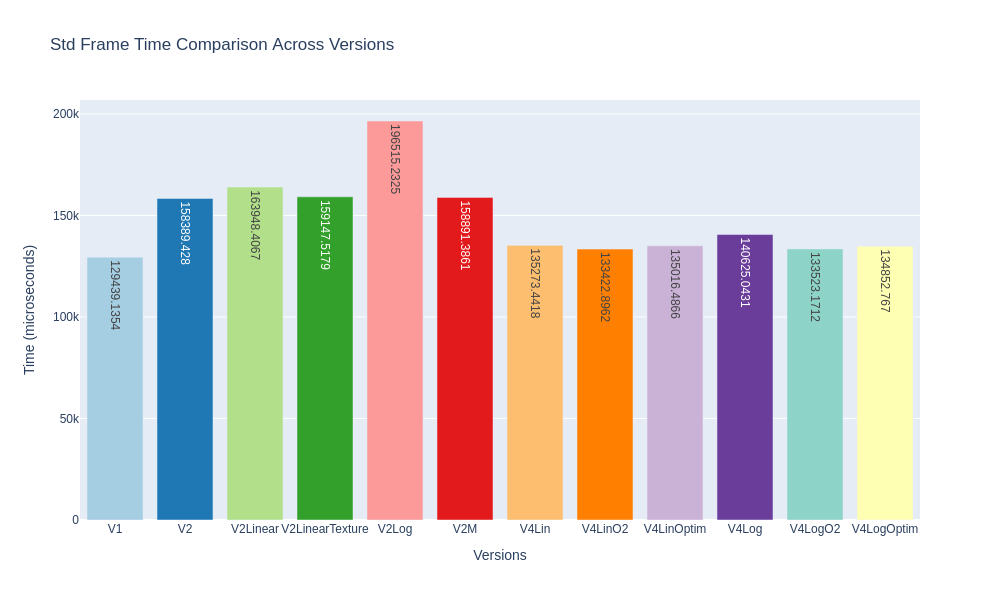 Std Frame Time Comparison Across Versions
200k
150k
100k
50k
0
Time (microseconds)
129439.1354
158389.428
163948.4067
159147.5179
196515.2325
158891.3861
135273.4418
133422.8962
135016.4866
140625.0431
133523.1712
134852.767
V1 V2 V2Linear V2LinearTexture V2Log V2M V4Lin V4LinO2 V4LinOptim V4Log V4LogO2 V4LogOptim
Versions